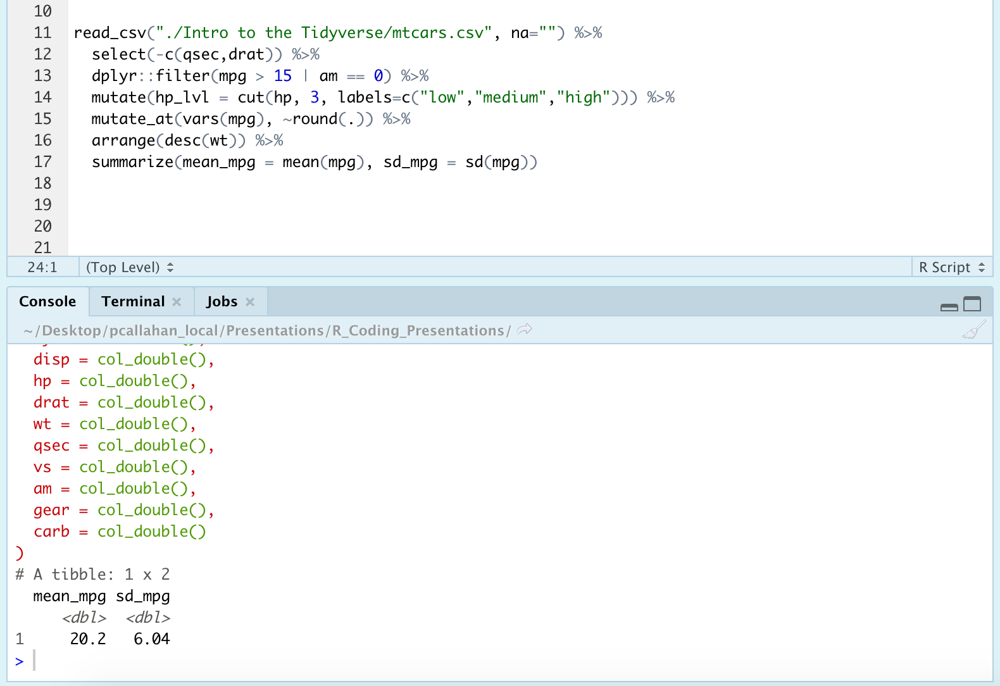 10
11 read_csv("./Intro to the Tidyverse/mtcars.csv", na="") %>%
12 select(-c(qsec,drat)) %>%
13 dplyr::filter(mpg > 15 | am == 0) %>%
14 mutate(hp_lvl = cut(hp, 3, labels=c("low","medium","high"))) %>%
15 mutate_at(vars(mpg), ~round(.)) %>%
16 arrange(desc(wt)) %>%
17 summarize(mean_mpg = mean(mpg), sd_mpg = sd(mpg))
18
19
20
21
24:1 (Top Level) R Script
Console Terminal Jobs
~/Desktop/pcallahan_local/Presentations/R_Coding_Presentations/
disp = col_double(),
hp = col_double(),
drat = col_double(),
wt = col_double(),
qsec = col_double(),
vs = col_double(),
am = col_double(),
gear = col_double(),
carb = col_double()
)
# A tibble: 1 x 2
mean_mpg sd_mpg
<dbl> <dbl>
1 20.2 6.04
>